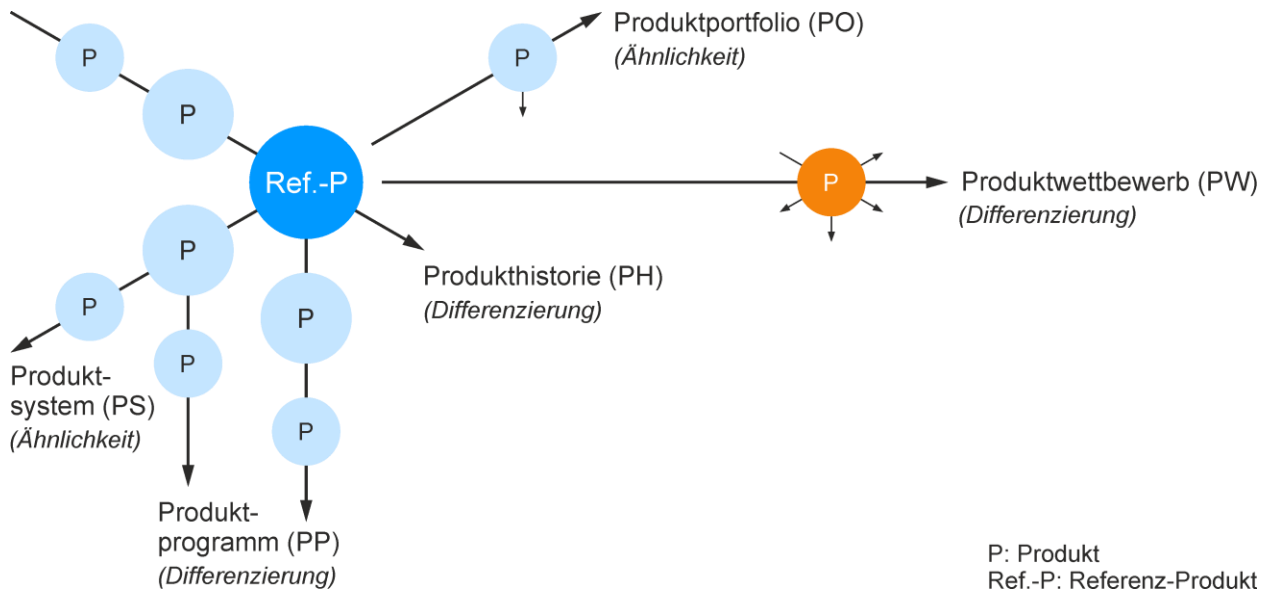 P
P
Ref.-P
P
Produktportfolio (PO)
(Ähnlichkeit)
P
Produktwettbewerb (PW)
(Differenzierung)
P
P
Produkthistorie (PH)
(Differenzierung)
P
P
P
Produkt-
system (PS)
(Ähnlichkeit)
P
Produkt-
programm (PP)
(Differenzierung)
P: Produkt
Ref.-P: Referenz-Produkt